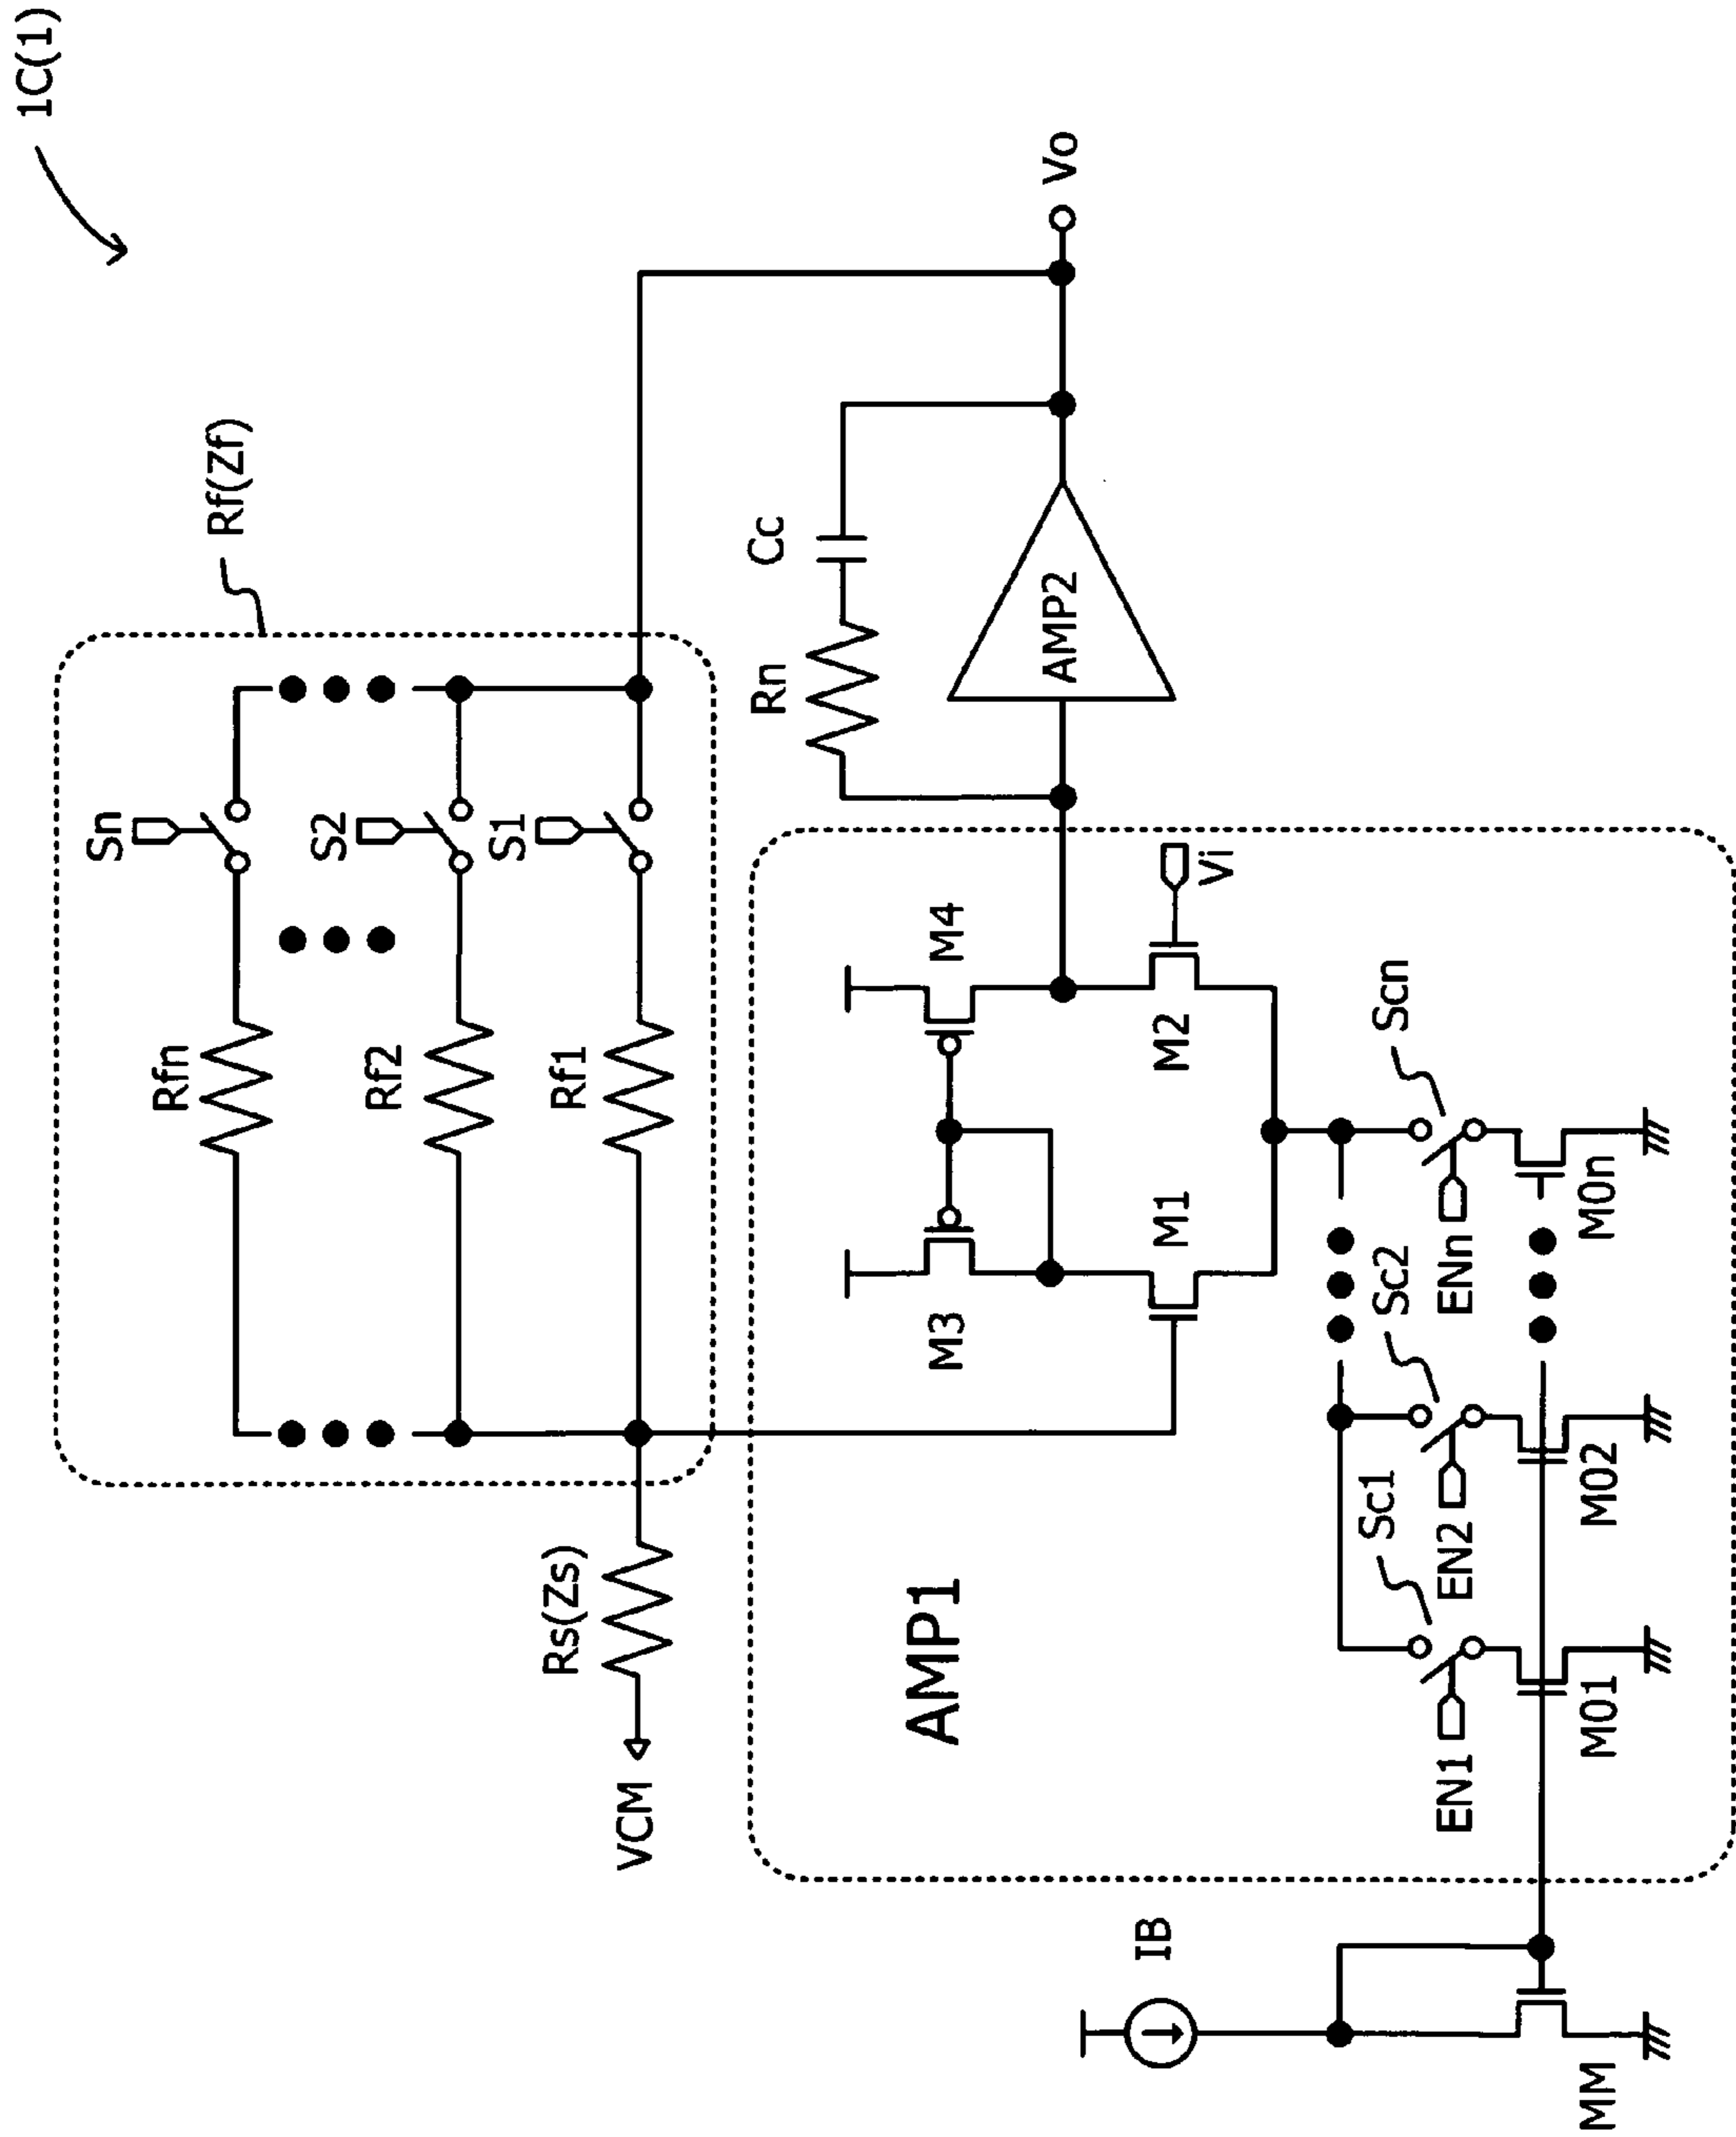 1C(1)
Rf(Zf)
Sn
S2
S1
Rfn
Rf2
Rf1
Rs(Zs)
VCM
Vo
Cc
Rn
AMP2
AMP1
M3
M4
M1
M2
Vi
Sc1
Sc2
Scn
EN1
EN2
ENn
M01
M02
M0n
IB
MM